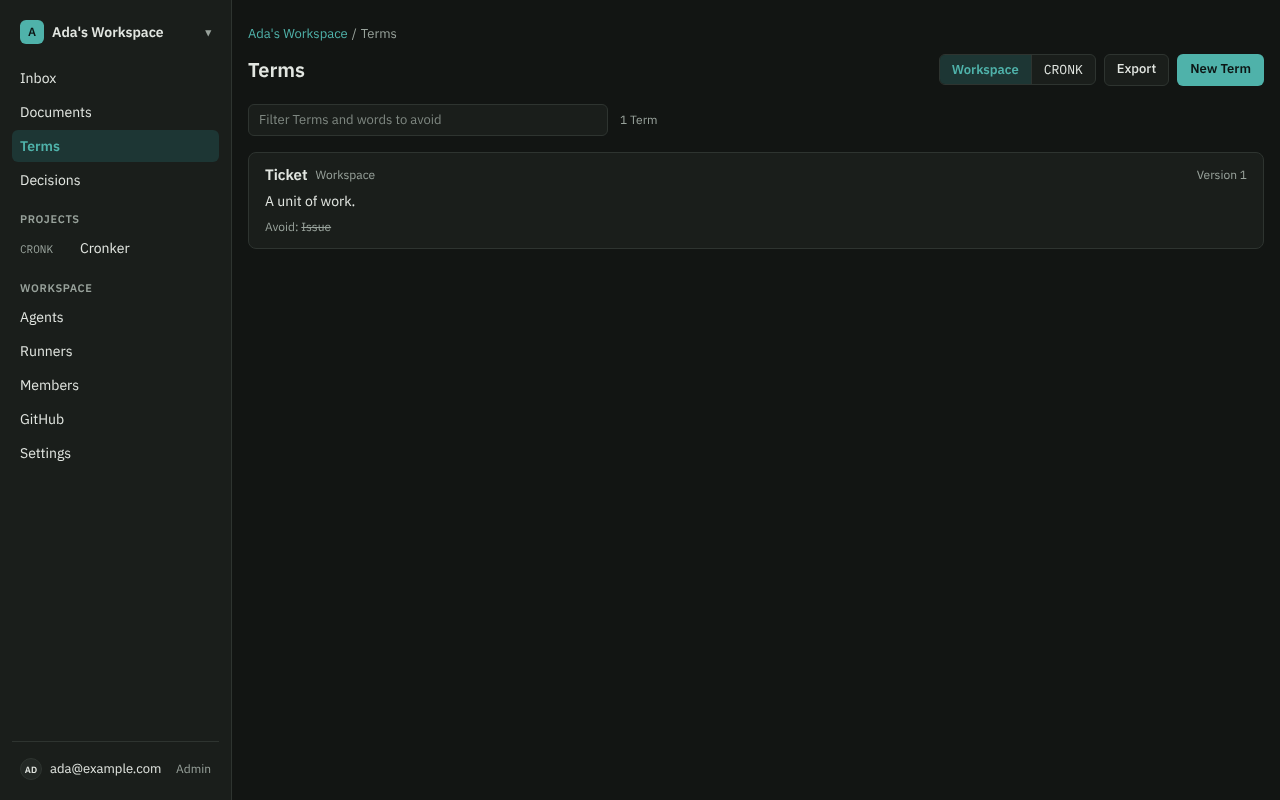 A Ada's Workspace ▾
Inbox
Documents
Terms
Decisions
PROJECTS
CRONK Cronker
WORKSPACE
Agents
Runners
Members
GitHub
Settings
AD ada@example.com Admin
Ada's Workspace / Terms
Terms
Workspace CRONK Export New Term
Filter Terms and words to avoid 1 Term
Ticket Workspace Version 1
A unit of work.
Avoid: Issue